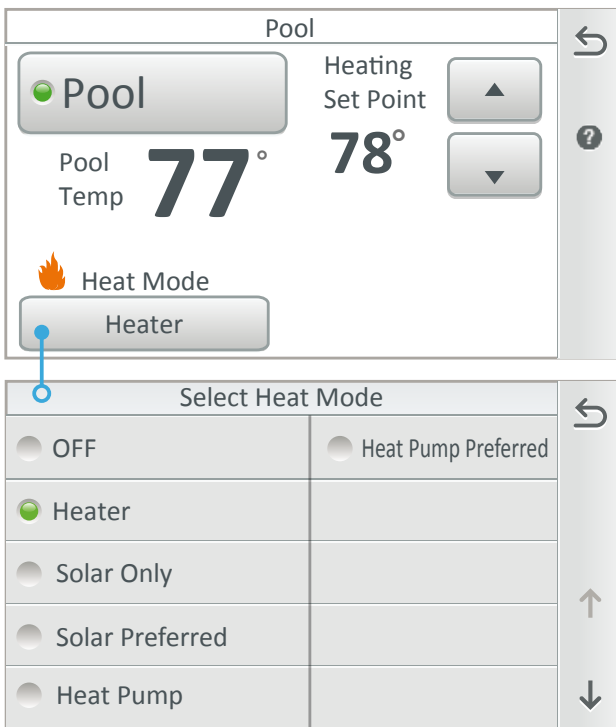 Pool
Pool
Heating
Set Point
78°
Pool
Temp
77°
Heat Mode
Heater
?
Select Heat Mode
OFF
Heat Pump Preferred
Heater
Solar Only
Solar Preferred
Heat Pump